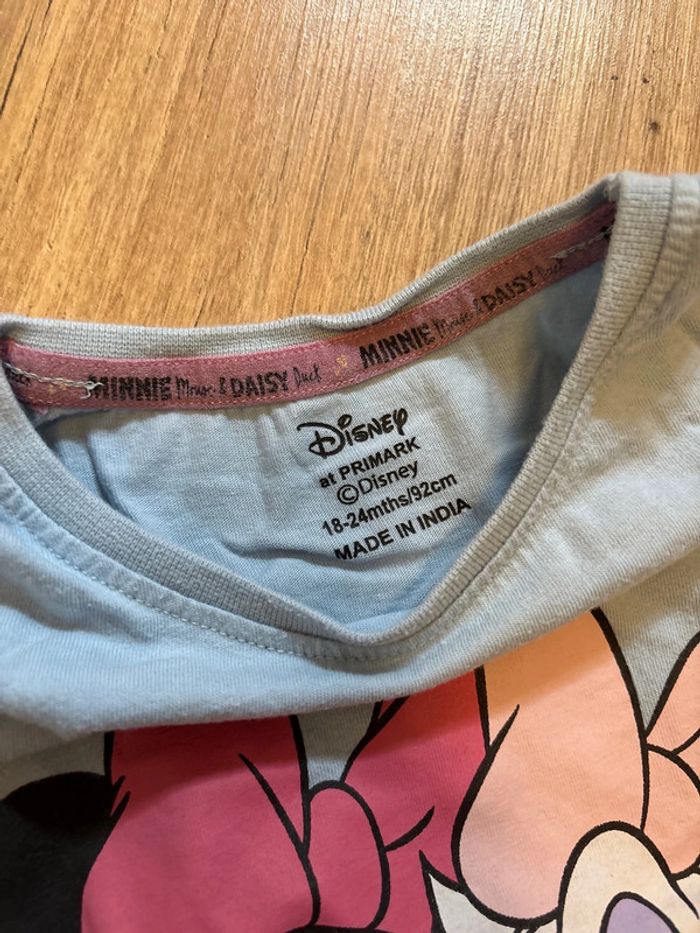 MINNIE Mouse & DAISY Duck
MINNIE Mouse & DAISY Duck
DISNEY
at PRIMARK
©Disney
18-24mths/92cm
MADE IN INDIA